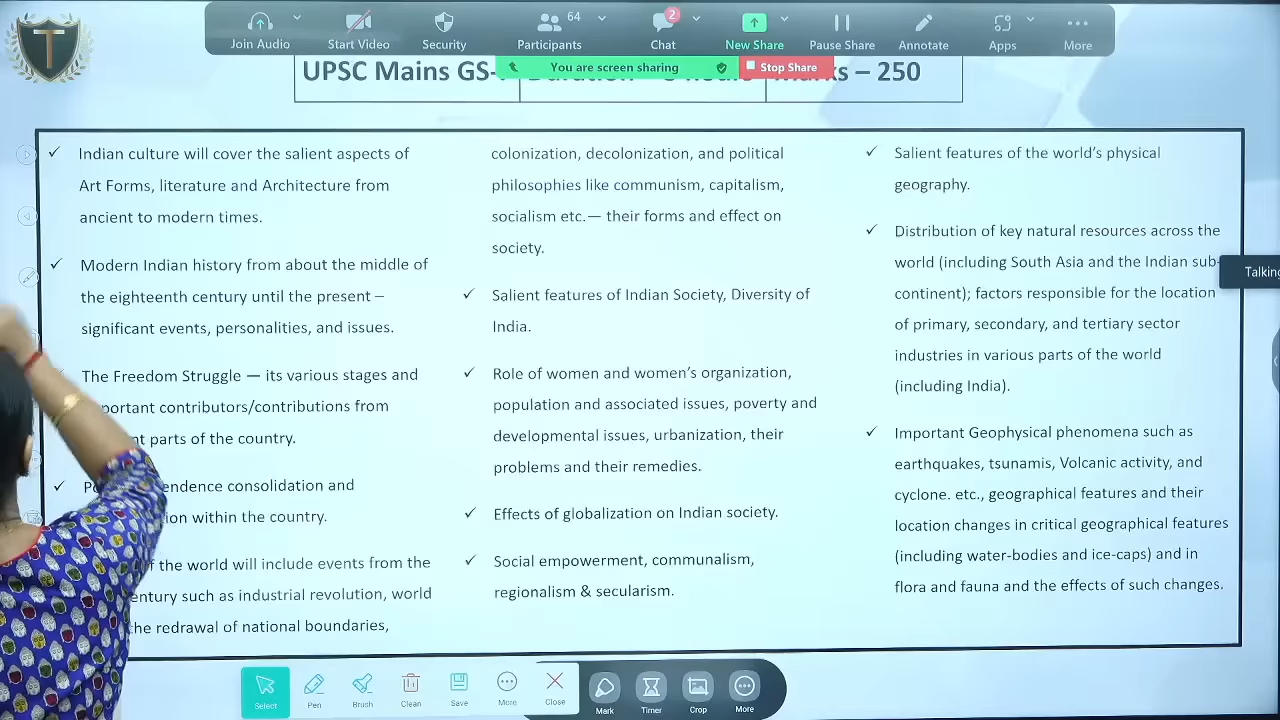 T
Join Audio
Start Video
Security
64
Participants
2
Chat
New Share
Pause Share
Annotate
Apps
More
You are screen sharing
Stop Share
UPSC Mains GS-
Marks – 250
Indian culture will cover the salient aspects of
Art Forms, literature and Architecture from
ancient to modern times.
Modern Indian history from about the middle of
the eighteenth century until the present –
significant events, personalities, and issues.
The Freedom Struggle — its various stages and
portant contributors/contributions from
nt parts of the country.
endence consolidation and
ion within the country.
f the world will include events from the
entury such as industrial revolution, world
he redrawal of national boundaries,
colonization, decolonization, and political
philosophies like communism, capitalism,
socialism etc.— their forms and effect on
society.
Salient features of Indian Society, Diversity of
India.
Role of women and women’s organization,
population and associated issues, poverty and
developmental issues, urbanization, their
problems and their remedies.
Effects of globalization on Indian society.
Social empowerment, communalism,
regionalism & secularism.
Salient features of the world’s physical
geography.
Distribution of key natural resources across the
world (including South Asia and the Indian sub-
continent); factors responsible for the location
of primary, secondary, and tertiary sector
industries in various parts of the world
(including India).
Important Geophysical phenomena such as
earthquakes, tsunamis, Volcanic activity, and
cyclone. etc., geographical features and their
location changes in critical geographical features
(including water-bodies and ice-caps) and in
flora and fauna and the effects of such changes.
Talking
Select
Pen
Brush
Clean
Save
More
Close
Mark
Timer
Crop
More